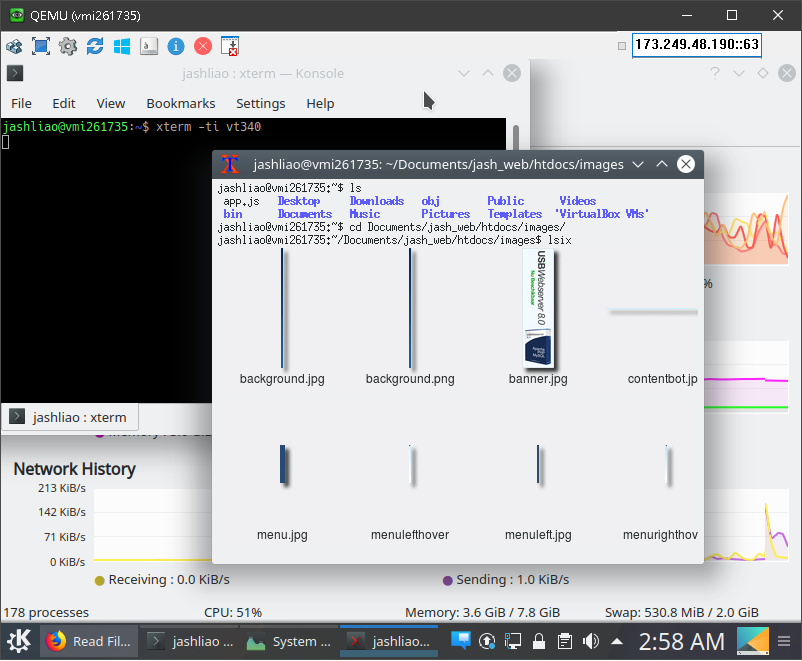 QEMU (vmi261735)
173.249.48.190::63
jashliao : xterm — Konsole
File Edit View Bookmarks Settings Help
jashliao@vmi261735:~$ xterm -ti vt340
jashliao@vmi261735: ~/Documents/jash_web/htdocs/images
jashliao@vmi261735:~$ ls
app.js Desktop Downloads obj Public Videos
bin Documents Music Pictures Templates 'VirtualBox VMs'
jashliao@vmi261735:~$ cd Documents/jash_web/htdocs/images/
jashliao@vmi261735:~/Documents/jash_web/htdocs/images$ lsix
USBWebserver 8.0
background.jpg background.png banner.jpg contentbot.jp
%
jashliao : xterm
menu.jpg menulefthover menuleft.jpg menurighthov
Network History
213 KiB/s
142 KiB/s
71 KiB/s
0 KiB/s
Receiving : 0.0 KiB/s Sending : 1.0 KiB/s
178 processes CPU: 51% Memory: 3.6 GiB / 7.8 GiB Swap: 530.8 MiB / 2.0 GiB
Read Fil... jashliao ... System ... jashliao... 2:58 AM